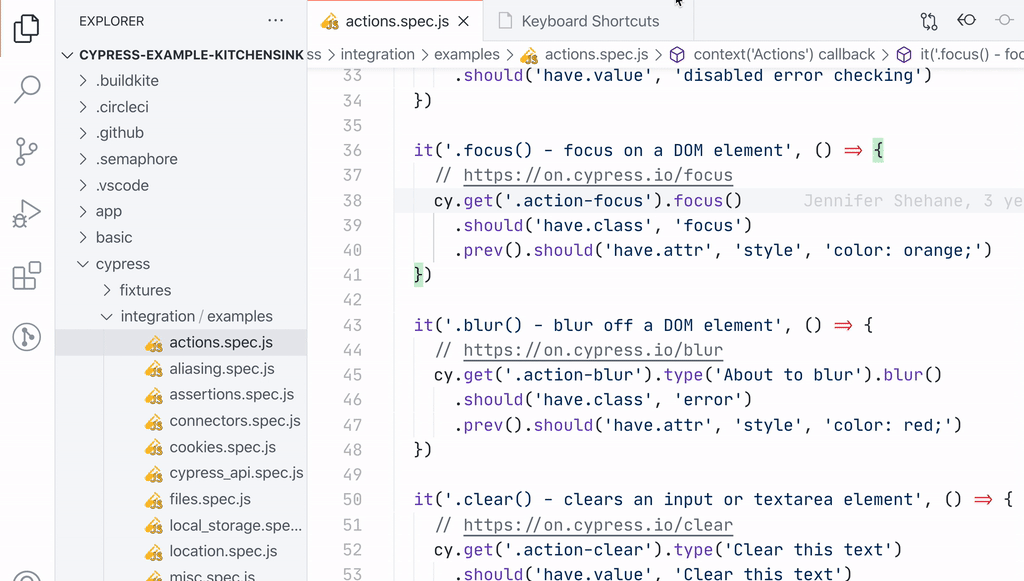 EXPLORER
···
actions.spec.js
Keyboard Shortcuts
CYPRESS-EXAMPLE-KITCHENSINK
ss > integration > examples > actions.spec.js > context('Actions') callback > it('.focus() - foc
.buildkite
.circleci
.github
.semaphore
.vscode
app
basic
cypress
fixtures
integration / examples
actions.spec.js
aliasing.spec.js
assertions.spec.js
connectors.spec.js
cookies.spec.js
cypress_api.spec.js
files.spec.js
local_storage.spe...
location.spec.js
misc.spec.js
33 .should('have.value', 'disabled error checking')
34 })
35
36 it('.focus() - focus on a DOM element', () => {
37 // https://on.cypress.io/focus
38 cy.get('.action-focus').focus() Jennifer Shehane, 3 ye
39 .should('have.class', 'focus')
40 .prev().should('have.attr', 'style', 'color: orange;')
41 })
42
43 it('.blur() - blur off a DOM element', () => {
44 // https://on.cypress.io/blur
45 cy.get('.action-blur').type('About to blur').blur()
46 .should('have.class', 'error')
47 .prev().should('have.attr', 'style', 'color: red;')
48 })
49
50 it('.clear() - clears an input or textarea element', () => {
51 // https://on.cypress.io/clear
52 cy.get('.action-clear').type('Clear this text')
53 .should('have.value', 'Clear this text')